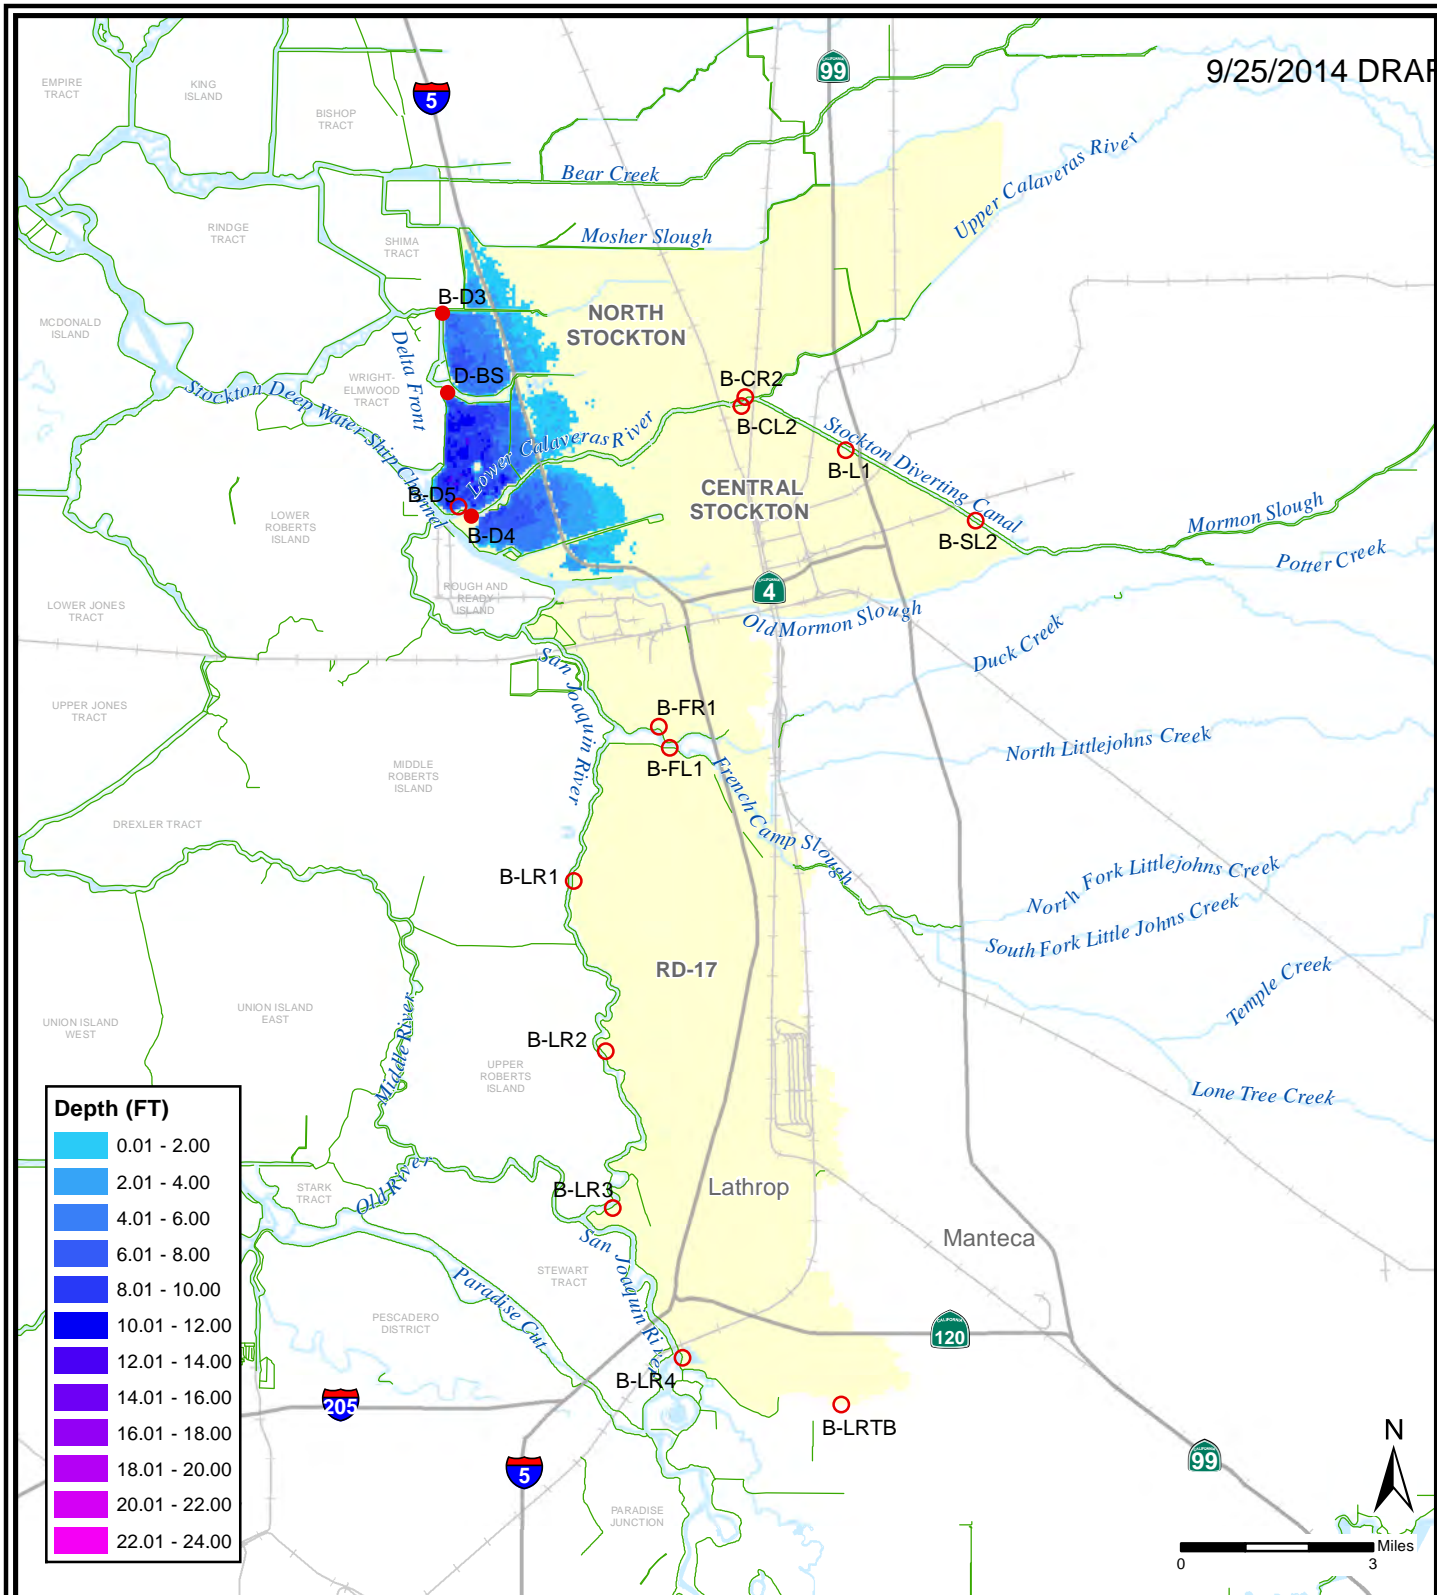 9/25/2014 DRAF
EMPIRE
TRACT
KING
ISLAND
BISHOP
TRACT
5
99
Bear Creek
Upper Calaveras River
RINDGE
TRACT
SHIMA
TRACT
Mosher Slough
B-D3
NORTH
STOCKTON
MCDONALD
ISLAND
Delta Front
WRIGHT-
ELMWOOD
TRACT
D-BS
B-CR2
B-CL2
Stockton Deep Water Ship Channel
Lower Calaveras River
Stockton Diverting Canal
B-L1
B-D5
B-D4
CENTRAL
STOCKTON
B-SL2
Mormon Slough
Potter Creek
LOWER
ROBERTS
ISLAND
ROUGH AND
READY
ISLAND
CALIFORNIA
4
LOWER JONES
TRACT
Old Mormon Slough
Duck Creek
San Joaquin River
UPPER JONES
TRACT
B-FR1
B-FL1
North Littlejohns Creek
MIDDLE
ROBERTS
ISLAND
DREXLER TRACT
French Camp Slough
B-LR1
North Fork Littlejohns Creek
South Fork Little Johns Creek
RD-17
Temple Creek
UNION ISLAND
WEST
UNION ISLAND
EAST
Middle River
B-LR2
UPPER
ROBERTS
ISLAND
Lone Tree Creek
Depth (FT)
0.01 - 2.00
2.01 - 4.00
4.01 - 6.00
6.01 - 8.00
8.01 - 10.00
10.01 - 12.00
12.01 - 14.00
14.01 - 16.00
16.01 - 18.00
18.01 - 20.00
20.01 - 22.00
22.01 - 24.00
STARK
TRACT
Old River
B-LR3
Lathrop
Manteca
San Joaquin River
STEWART
TRACT
Paradise Cut
PESCADERO
DISTRICT
CALIFORNIA
120
B-LR4
205
B-LRTB
5
99
N
PARADISE
JUNCTION
Miles
0
3